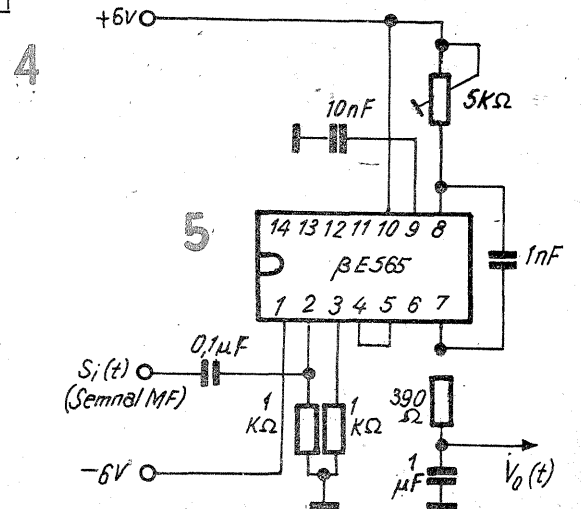 +6V
4
10nF
5KΩ
5
14 13 12 11 10 9 8
βE565
1nF
1 2 3 4 5 6 7
0,1μF
Si(t)
(Semnal MF)
1
KΩ
1
KΩ
390
Ω
-6V
1
μF
Vo(t)